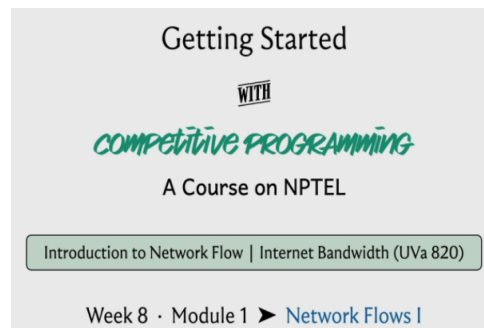 Getting Started
WITH
COMPETITIVE PROGRAMMING
A Course on NPTEL
Introduction to Network Flow | Internet Bandwidth (UVa 820)
Week 8 · Module 1 ➤ Network Flows I